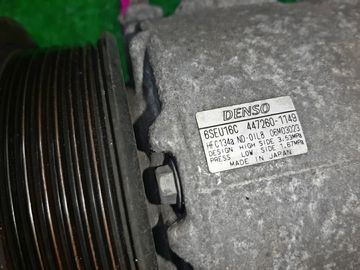 DENSO
6SEU16C 447260-1149
HFC134a ND-OIL8 06M03023
DESIGN HIGH SIDE 3.53MPa
PRESS LOW SIDE 1.67MPa
MADE IN JAPAN